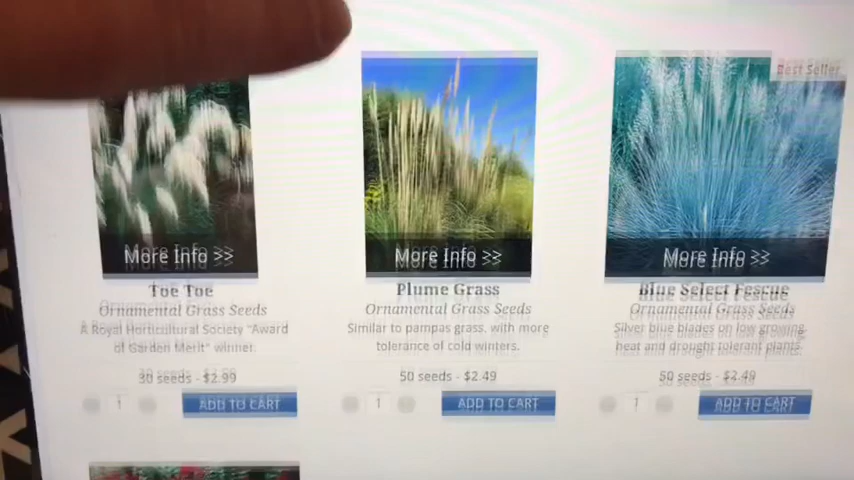 Best Seller
More Info >>
More Info >>
More Info >>
Toe Toe
Ornamental Grass Seeds
A Royal Horticultural Society "Award
of Garden Merit" winner.
30 seeds - $2.99
1
ADD TO CART
Plume Grass
Ornamental Grass Seeds
Similar to pampas grass, with more
tolerance of cold winters.
50 seeds - $2.49
1
ADD TO CART
Blue Select Fescue
Ornamental Grass Seeds
Silver blue blades on low growing,
heat and drought tolerant plants.
50 seeds - $2.49
1
ADD TO CART